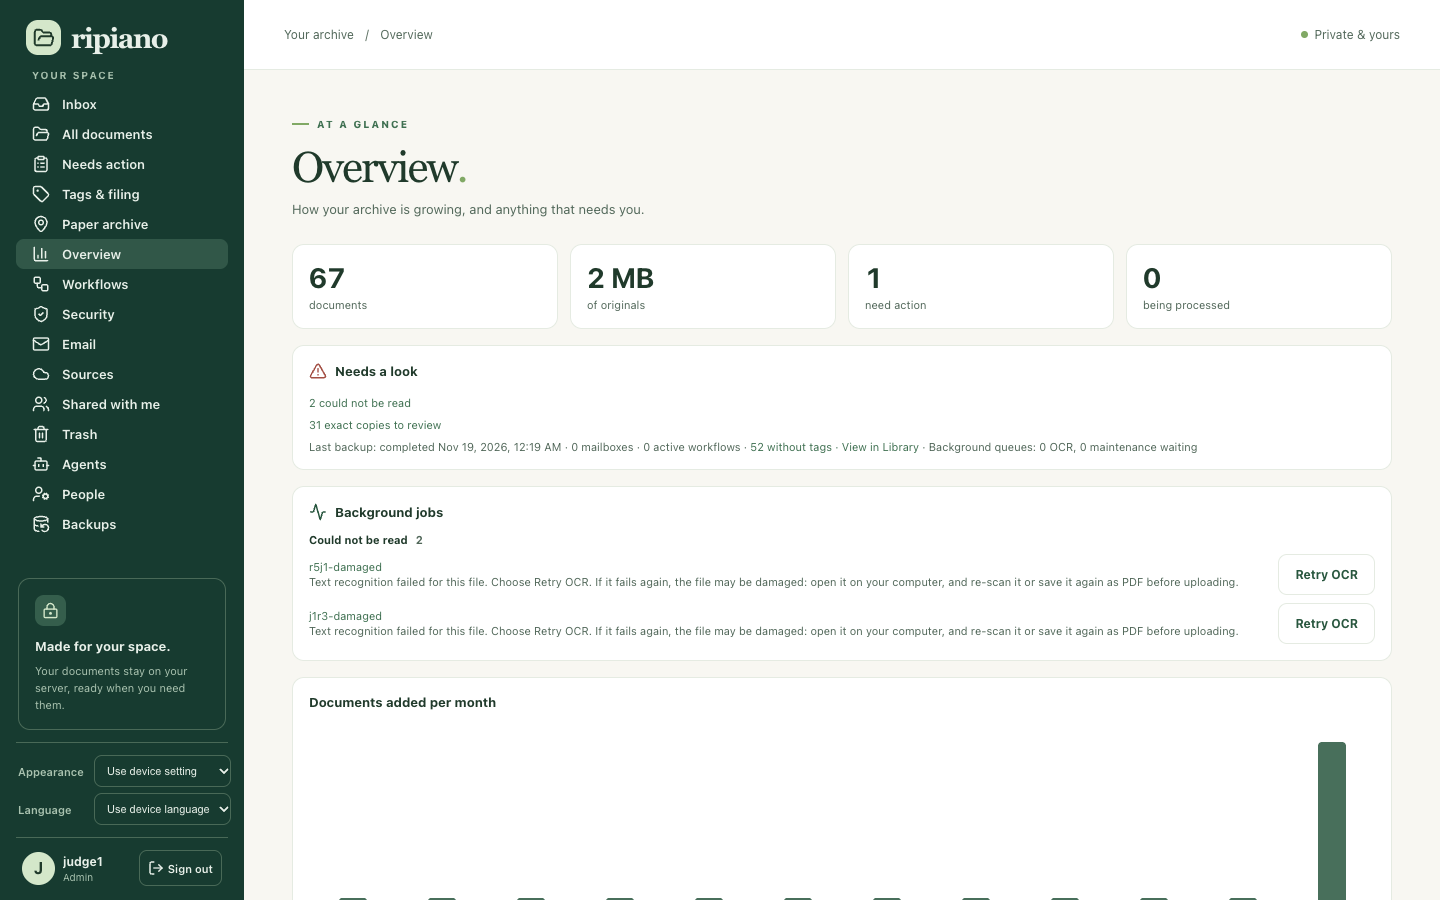 ripiano
YOUR SPACE
Inbox
All documents
Needs action
Tags & filing
Paper archive
Overview
Workflows
Security
Email
Sources
Shared with me
Trash
Agents
People
Backups
Made for your space.
Your documents stay on your
server, ready when you need
them.
Appearance Use device setting
Language Use device language
J judge1
Admin
Sign out
Your archive / Overview
Private & yours
AT A GLANCE
Overview.
How your archive is growing, and anything that needs you.
67
documents
2 MB
of originals
1
need action
0
being processed
Needs a look
2 could not be read
31 exact copies to review
Last backup: completed Nov 19, 2026, 12:19 AM · 0 mailboxes · 0 active workflows · 52 without tags · View in Library · Background queues: 0 OCR, 0 maintenance waiting
Background jobs
Could not be read 2
r5j1-damaged
Text recognition failed for this file. Choose Retry OCR. If it fails again, the file may be damaged: open it on your computer, and re-scan it or save it again as PDF before uploading.
Retry OCR
j1r3-damaged
Text recognition failed for this file. Choose Retry OCR. If it fails again, the file may be damaged: open it on your computer, and re-scan it or save it again as PDF before uploading.
Retry OCR
Documents added per month